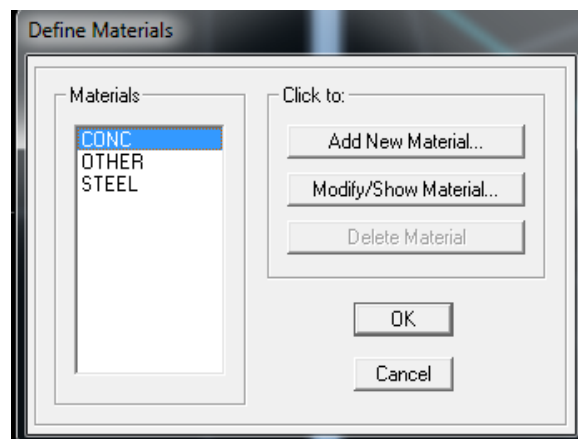 Define Materials
Materials
CONC
OTHER
STEEL
Click to:
Add New Material...
Modify/Show Material...
Delete Material
OK
Cancel